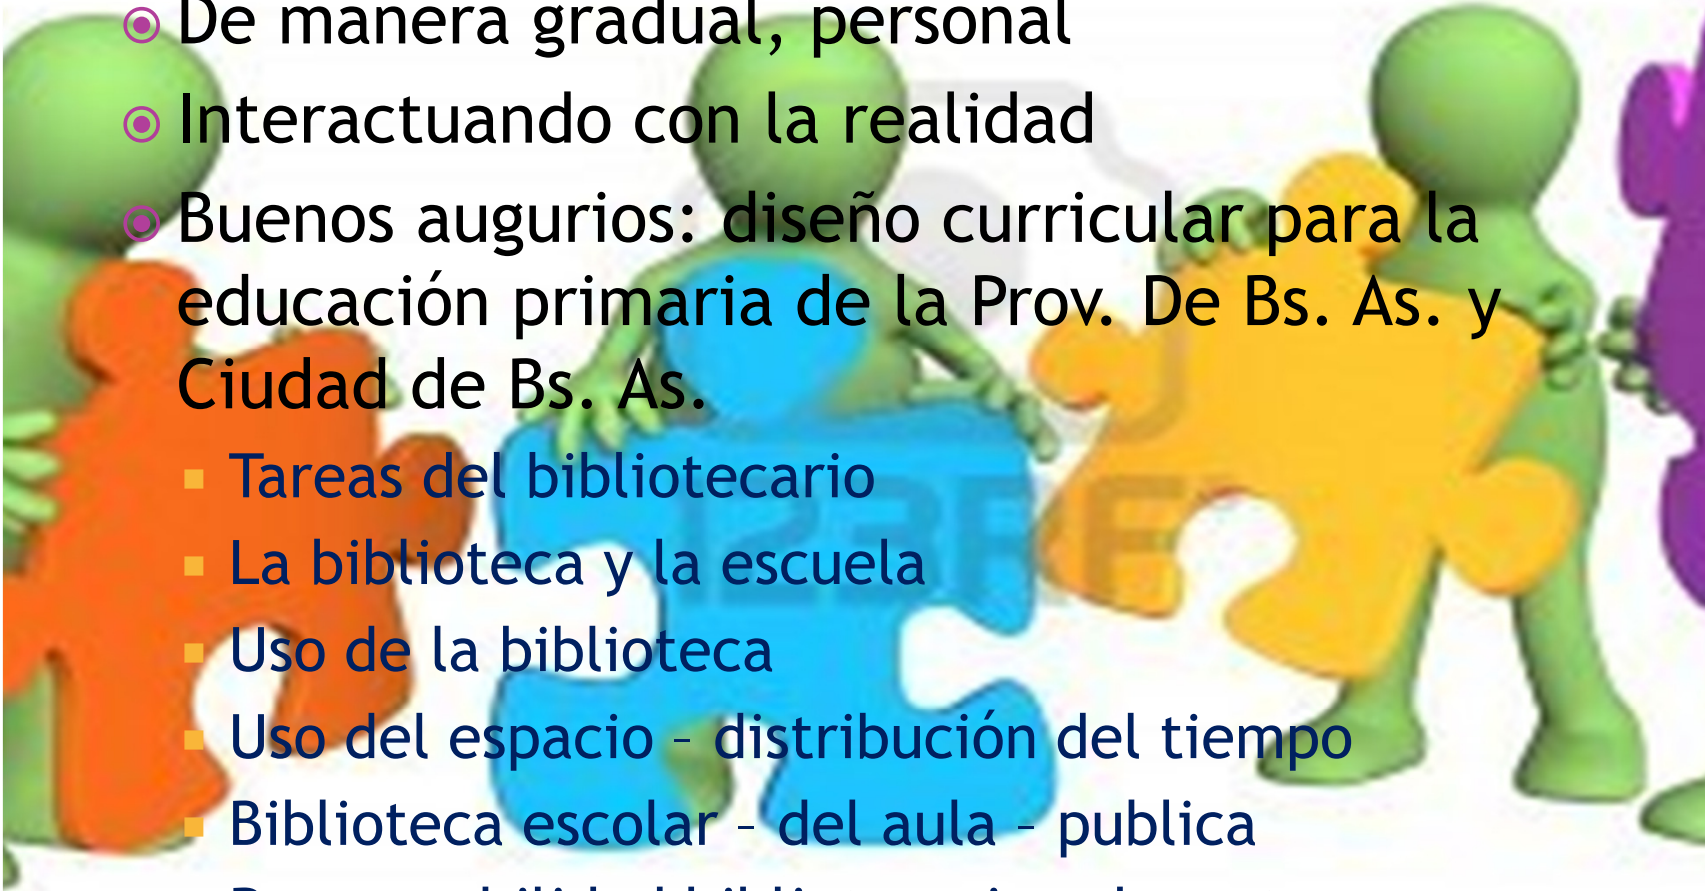 De manera gradual, personal
Interactuando con la realidad
Buenos augurios: diseño curricular para la
educación primaria de la Prov. De Bs. As. y
Ciudad de Bs. As.
Tareas del bibliotecario
La biblioteca y la escuela
Uso de la biblioteca
Uso del espacio – distribución del tiempo
Biblioteca escolar – del aula – publica
123RF